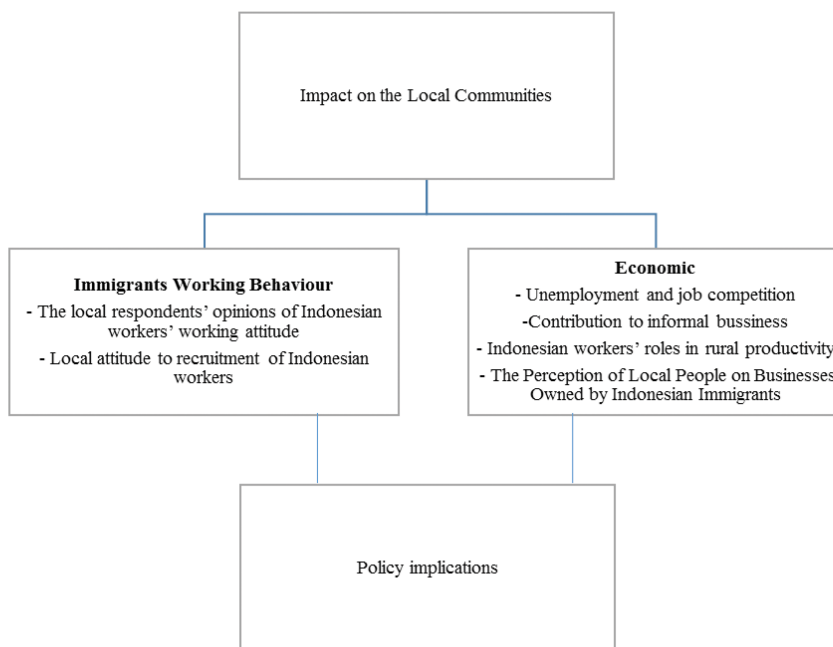 Impact on the Local Communities
Immigrants Working Behaviour
- The local respondents' opinions of Indonesian
workers' working attitude
- Local attitude to recruitment of Indonesian
workers
Economic
- Unemployment and job competition
-Contribution to informal bussiness
- Indonesian workers' roles in rural productivity
- The Perception of Local People on Businesses
Owned by Indonesian Immigrants
Policy implications